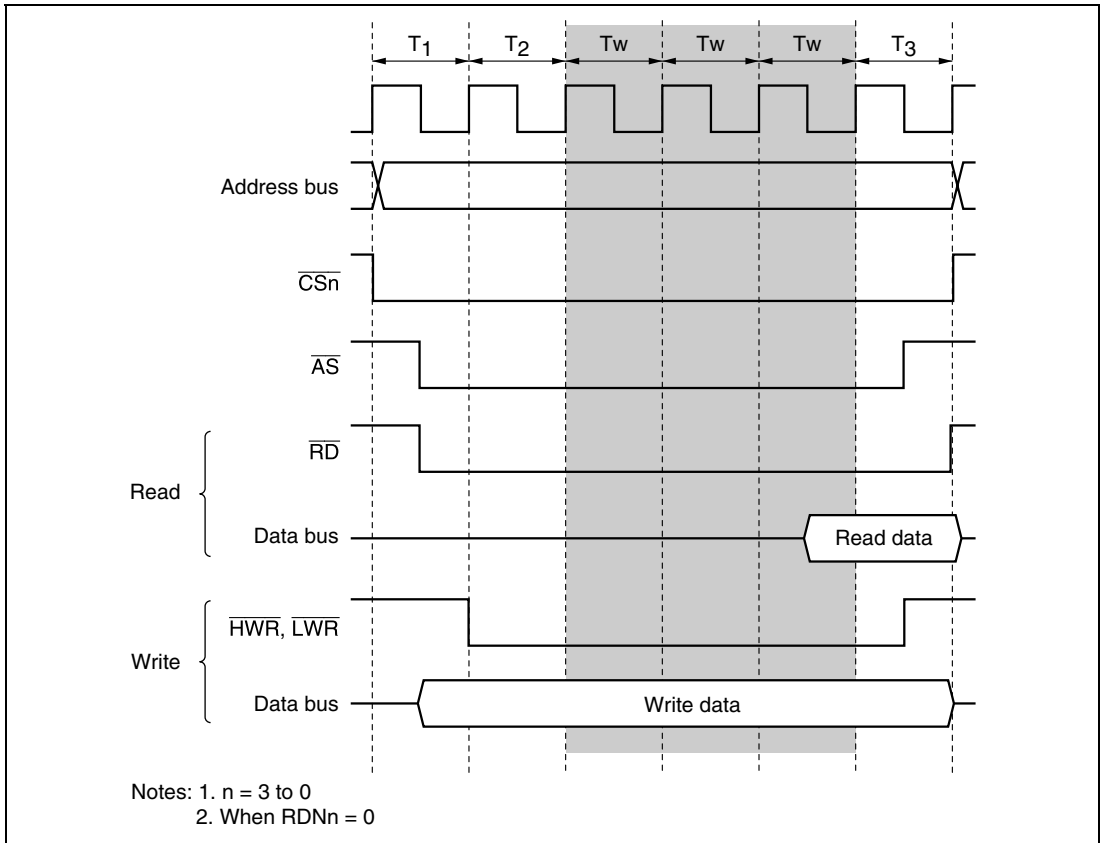 T1 T2 Tw Tw Tw T3
Address bus
CSn
AS
RD
Read
Data bus
Read data
HWR, LWR
Write
Data bus
Write data
Notes: 1. n = 3 to 0
2. When RDNn = 0